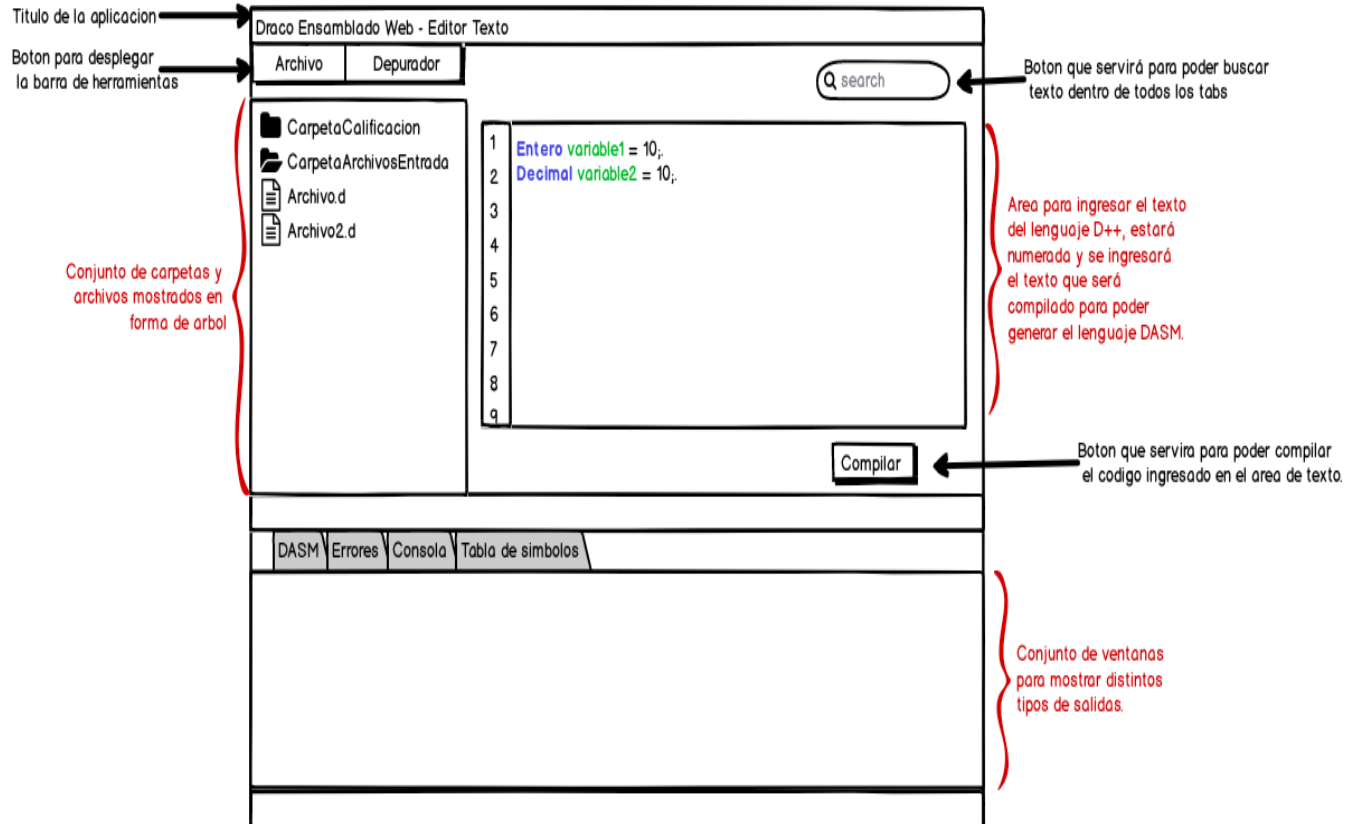 Titulo de la aplicacion
Draco Ensamblado Web - Editor Texto
Boton para desplegar
la barra de herramientas
Archivo
Depurador
search
Boton que servirá para poder buscar
texto dentro de todos los tabs
CarpetaCalificacion
CarpetaArchivosEntrada
Archivo.d
Archivo2.d
Conjunto de carpetas y
archivos mostrados en
forma de arbol
1 Entero variable1 = 10;.
2 Decimal variable2 = 10;.
3
4
5
6
7
8
9
Area para ingresar el texto
del lenguaje D++, estará
numerada y se ingresará
el texto que será
compilado para poder
generar el lenguaje DASM.
Compilar
Boton que servira para poder compilar
el codigo ingresado en el area de texto.
DASM
Errores
Consola
Tabla de simbolos
Conjunto de ventanas
para mostrar distintos
tipos de salidas.